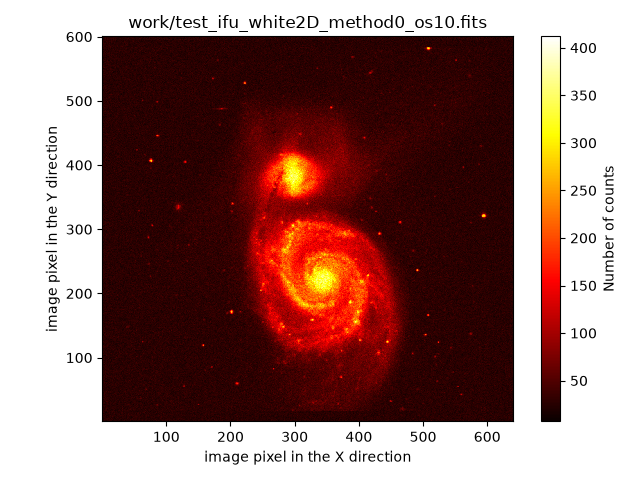 work/test_ifu_white2D_method0_os10.fits
600
500
400
300
200
100
image pixel in the Y direction
100 200 300 400 500 600
image pixel in the X direction
400
350
300
250
200
150
100
50
Number of counts